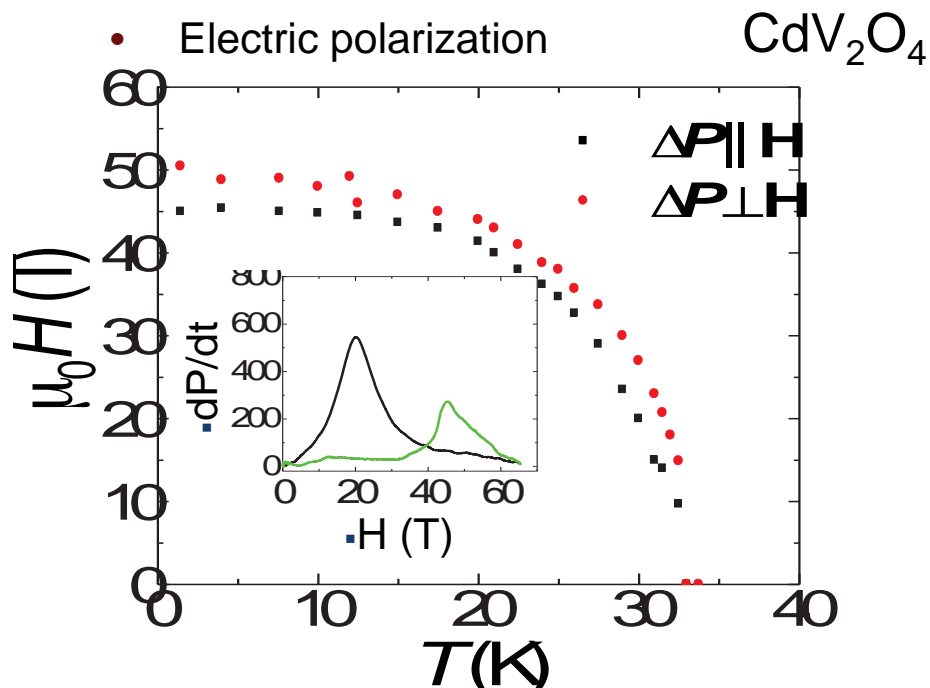 Electric polarization
CdV₂O₄
60
50
40
30
20
10
0
μ₀H (T)
ΔP∥H
ΔP⊥H
800
600
400
200
0
dP/dt
0 20 40 60
H (T)
0 10 20 30 40
T (K)